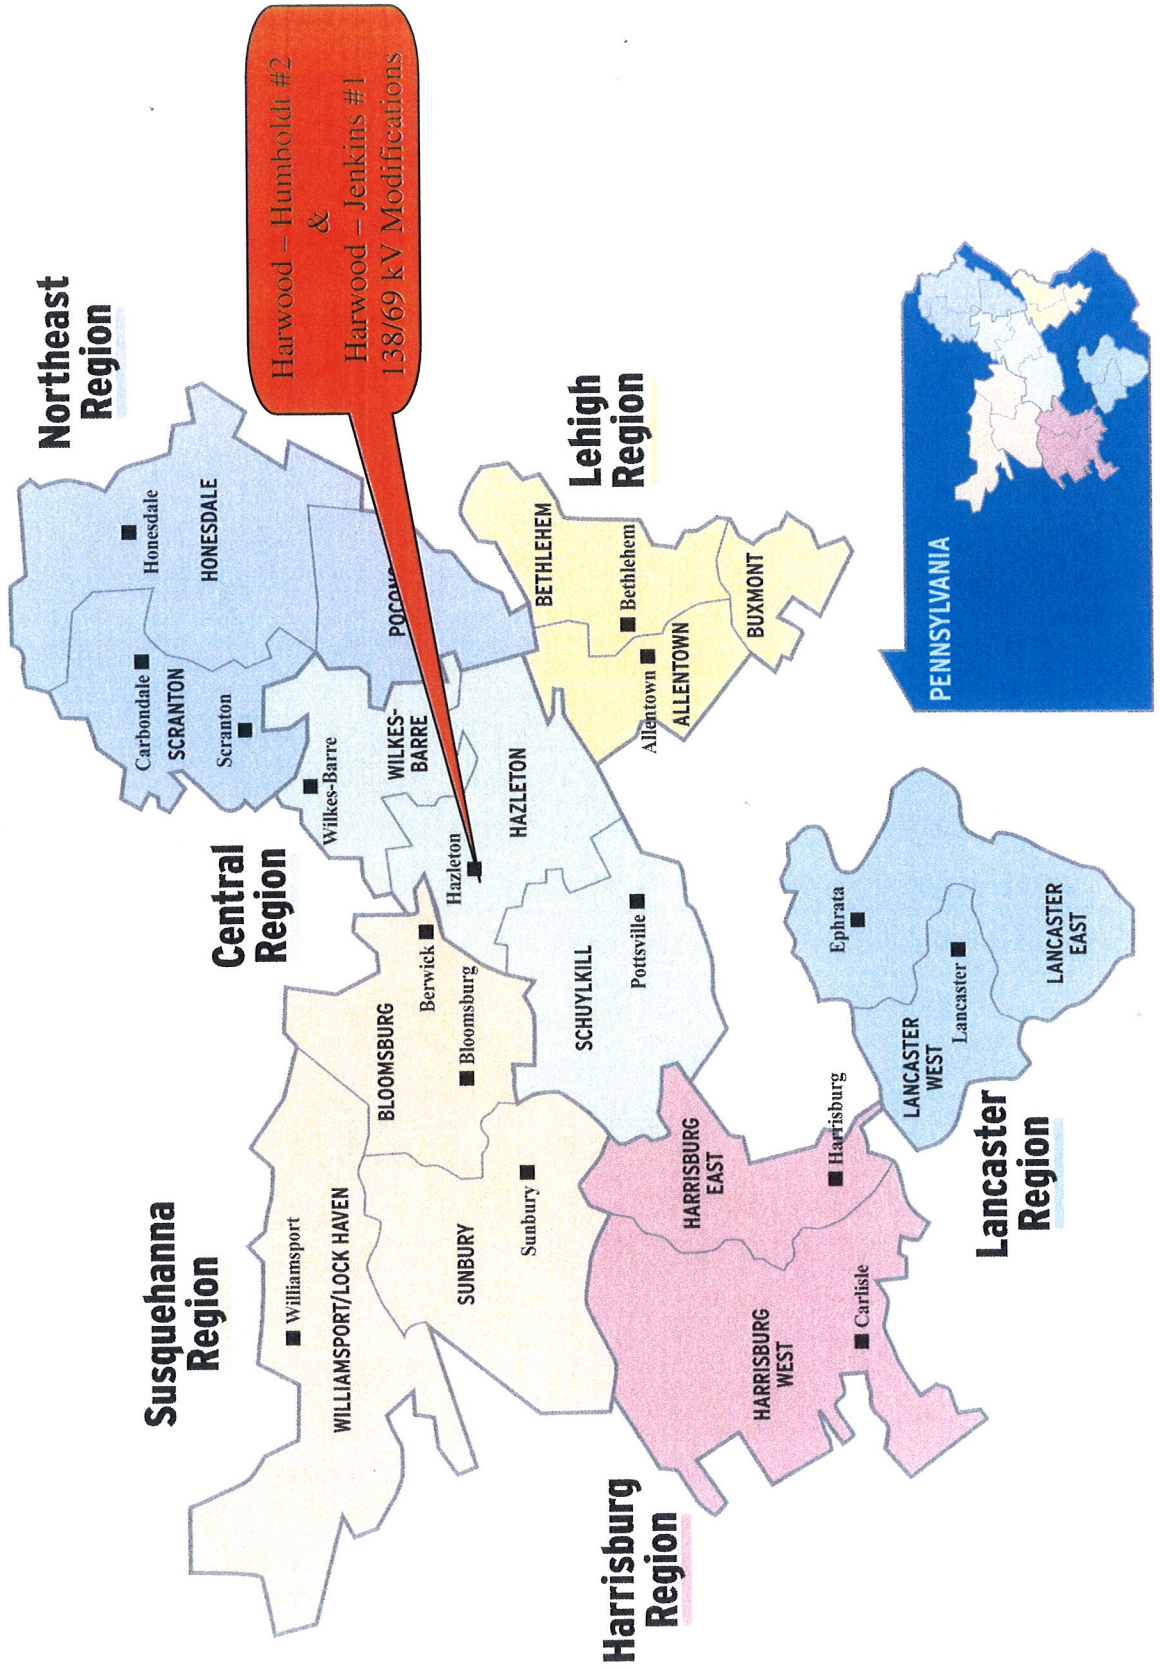 Northeast
Region
Susquehanna
Region
Central
Region
Honesdale
HONESDALE
Carbondale
SCRANTON
Scranton
Harwood – Humboldt #2
&
Harwood – Jenkins #1
138/69 kV Modifications
Williamsport
WILLIAMSPORT/LOCK HAVEN
Wilkes-Barre
WILKES-
BARRE
POCONO
BLOOMSBURG
Berwick
Bloomsburg
Hazleton
HAZLETON
SUNBURY
Sunbury
BETHLEHEM
Lehigh
Region
Bethlehem
Allentown
ALLENTOWN
BUXMONT
SCHUYLKILL
Pottsville
Harrisburg
Region
HARRISBURG
EAST
HARRISBURG
WEST
Harrisburg
Carlisle
Ephrata
LANCASTER
WEST
Lancaster
LANCASTER
EAST
Lancaster
Region
PENNSYLVANIA